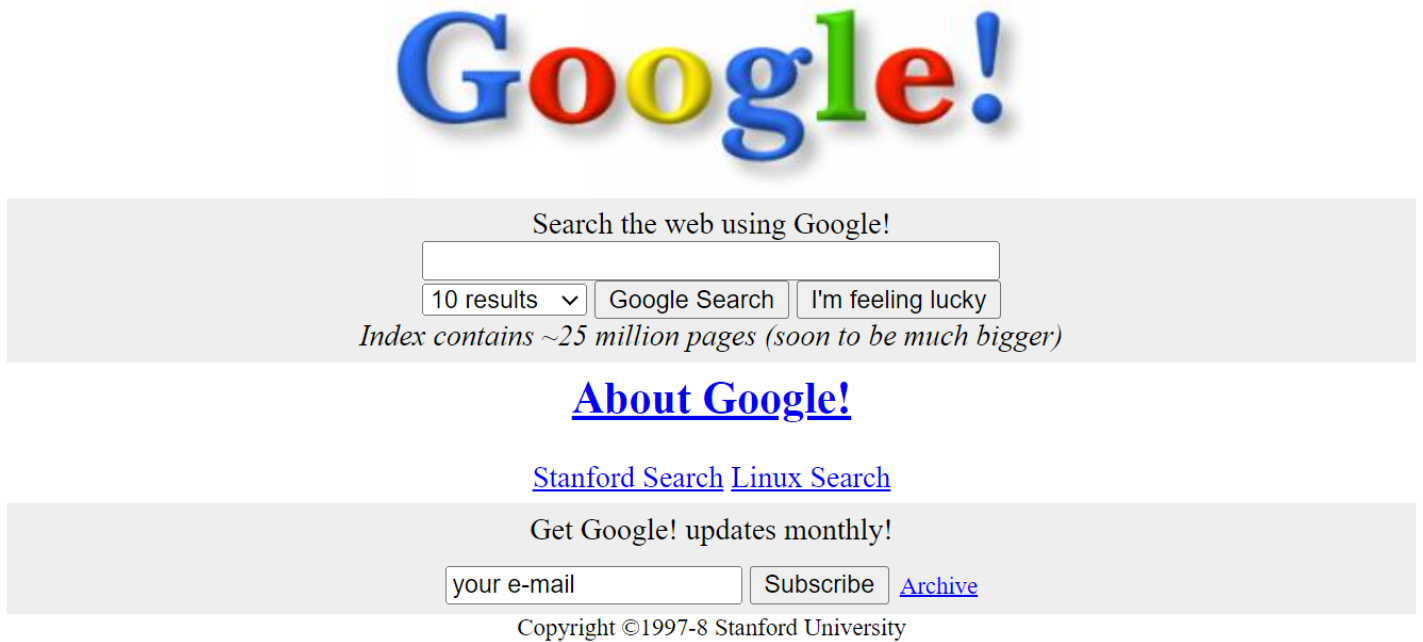 Google!
Search the web using Google!
10 results Google Search I'm feeling lucky
Index contains ~25 million pages (soon to be much bigger)
About Google!
Stanford Search Linux Search
Get Google! updates monthly!
your e-mail Subscribe Archive
Copyright ©1997-8 Stanford University